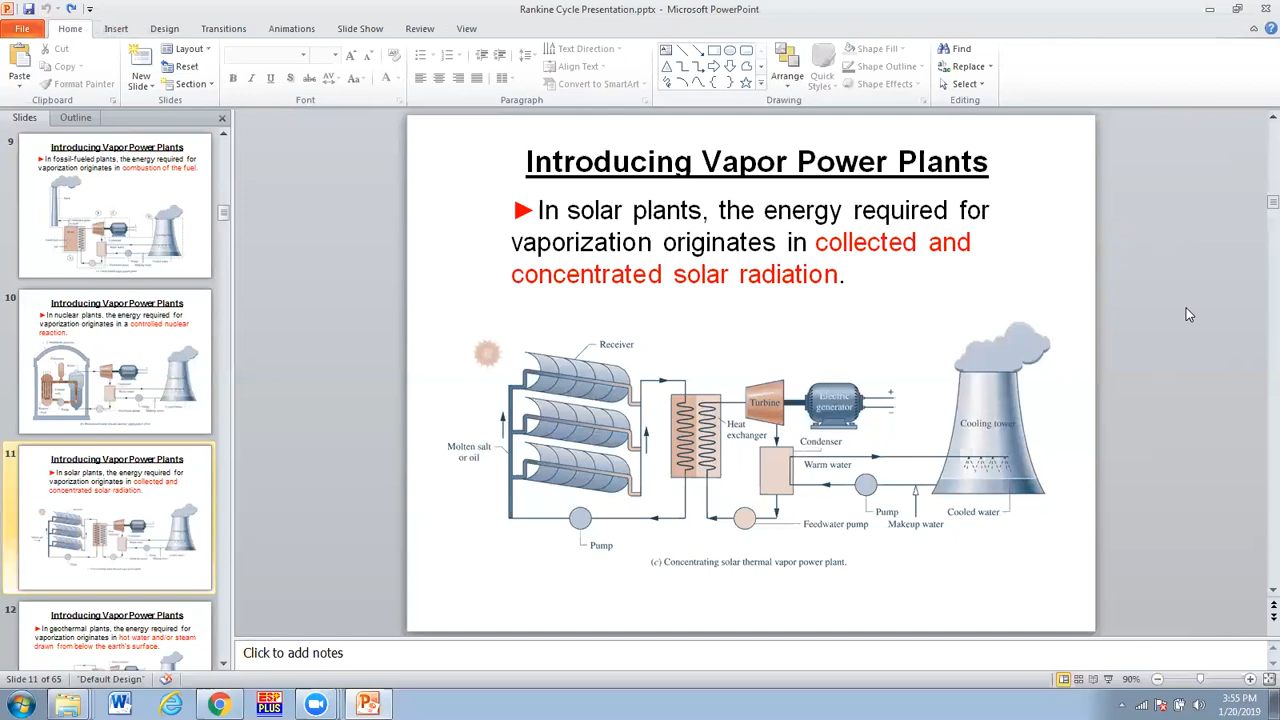 Rankine Cycle Presentation.pptx - Microsoft PowerPoint
File Home Insert Design Transitions Animations Slide Show Review View
Paste
Cut
Copy
Format Painter
Clipboard
New
Slide
Layout
Reset
Section
Slides
B I U S abc AV Aa A
Font
Text Direction
Align Text
Convert to SmartArt
Paragraph
Arrange
Quick
Styles
Shape Fill
Shape Outline
Shape Effects
Drawing
Find
Replace
Select
Editing
Slides Outline
9
Introducing Vapor Power Plants
►In fossil-fueled plants, the energy required for
vaporization originates in combustion of the fuel.
10
Introducing Vapor Power Plants
►In nuclear plants, the energy required for
vaporization originates in a controlled nuclear
reaction.
11
Introducing Vapor Power Plants
►In solar plants, the energy required for
vaporization originates in collected and
concentrated solar radiation.
12
Introducing Vapor Power Plants
►In geothermal plants, the energy required for
vaporization originates in hot water and/or steam
drawn from below the earth's surface.
Introducing Vapor Power Plants
►In solar plants, the energy required for
vaporization originates in collected and
concentrated solar radiation.
Receiver
Molten salt
or oil
Pump
Heat
exchanger
Turbine
Electric
generator
+
−
Condenser
Warm water
Feedwater pump
Pump
Makeup water
Cooling tower
Cooled water
(c) Concentrating solar thermal vapor power plant.
Click to add notes
Slide 11 of 65 "Default Design" 90%
ESP
PLUS
3:55 PM
1/20/2019